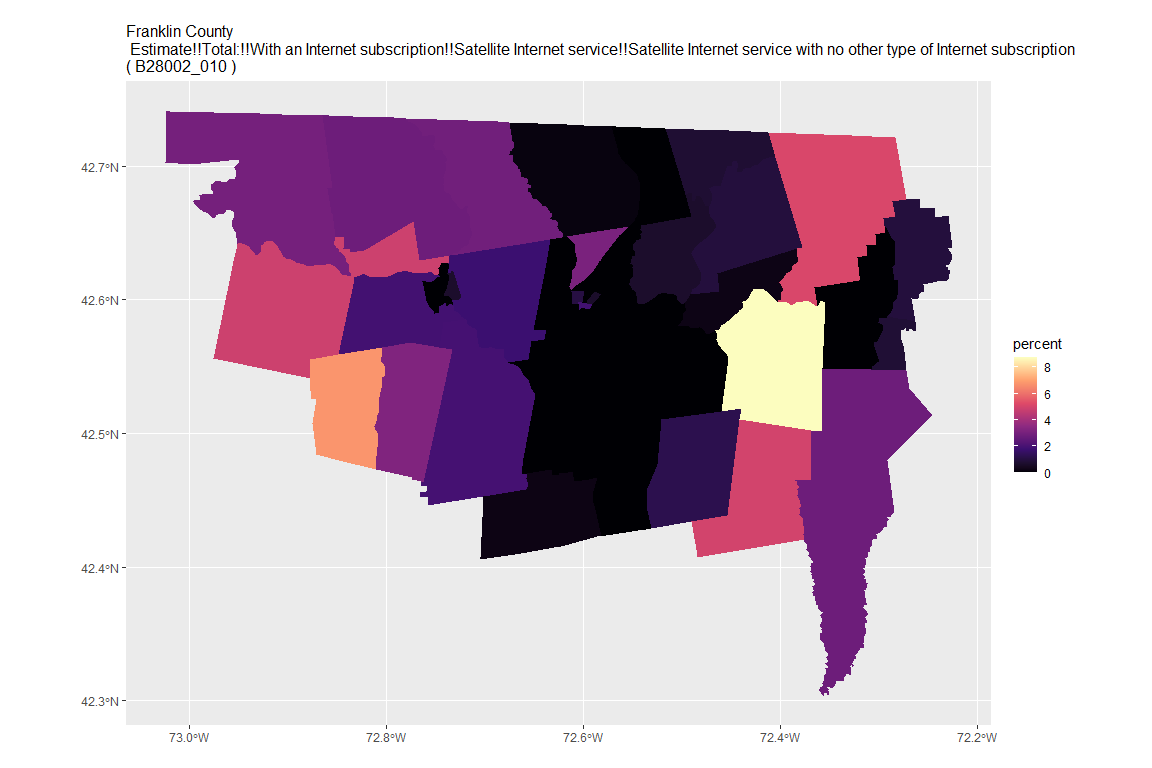 Franklin County
Estimate!!Total:!!With an Internet subscription!!Satellite Internet service!!Satellite Internet service with no other type of Internet subscription
( B28002_010 )
42.7°N
42.6°N
42.5°N
42.4°N
42.3°N
73.0°W 72.8°W 72.6°W 72.4°W 72.2°W
percent
8
6
4
2
0